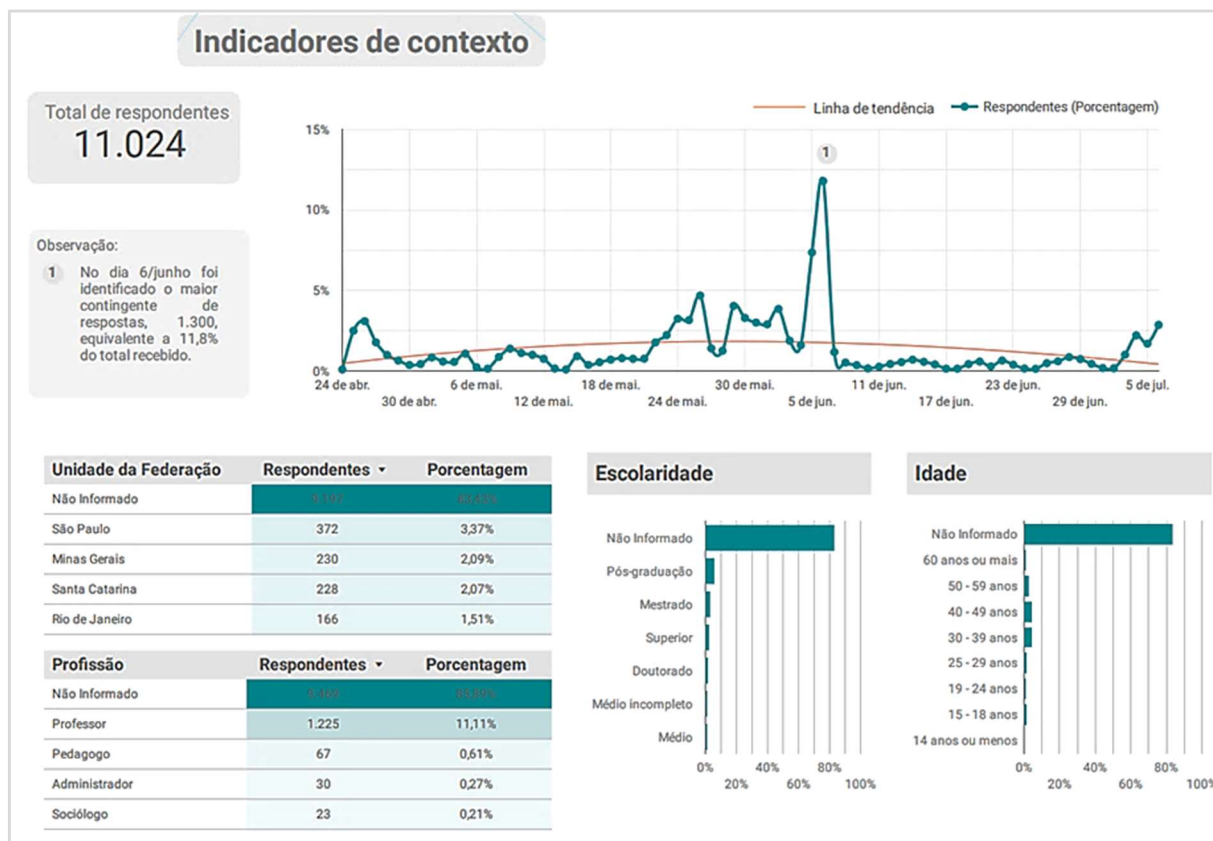 Indicadores de contexto
Total de respondentes
11.024
Observação:
1 No dia 6/junho foi
identificado o maior
contingente de
respostas, 1.300,
equivalente a 11,8%
do total recebido.
Linha de tendência Respondentes (Porcentagem)
1
15%
10%
5%
0%
24 de abr. 6 de mai. 18 de mai. 30 de mai. 11 de jun. 23 de jun. 5 de jul.
30 de abr. 12 de mai. 24 de mai. 5 de jun. 17 de jun. 29 de jun.
Unidade da Federação Respondentes Porcentagem
Não Informado
São Paulo 372 3,37%
Minas Gerais 230 2,09%
Santa Catarina 228 2,07%
Rio de Janeiro 166 1,51%
Profissão Respondentes Porcentagem
Não Informado
Professor 1.225 11,11%
Pedagogo 67 0,61%
Administrador 30 0,27%
Sociólogo 23 0,21%
Escolaridade
Não Informado
Pós-graduação
Mestrado
Superior
Doutorado
Médio incompleto
Médio
0% 40% 80%
20% 60% 100%
Idade
Não Informado
60 anos ou mais
50 - 59 anos
40 - 49 anos
30 - 39 anos
25 - 29 anos
19 - 24 anos
15 - 18 anos
14 anos ou menos
0% 40% 80%
20% 60% 100%